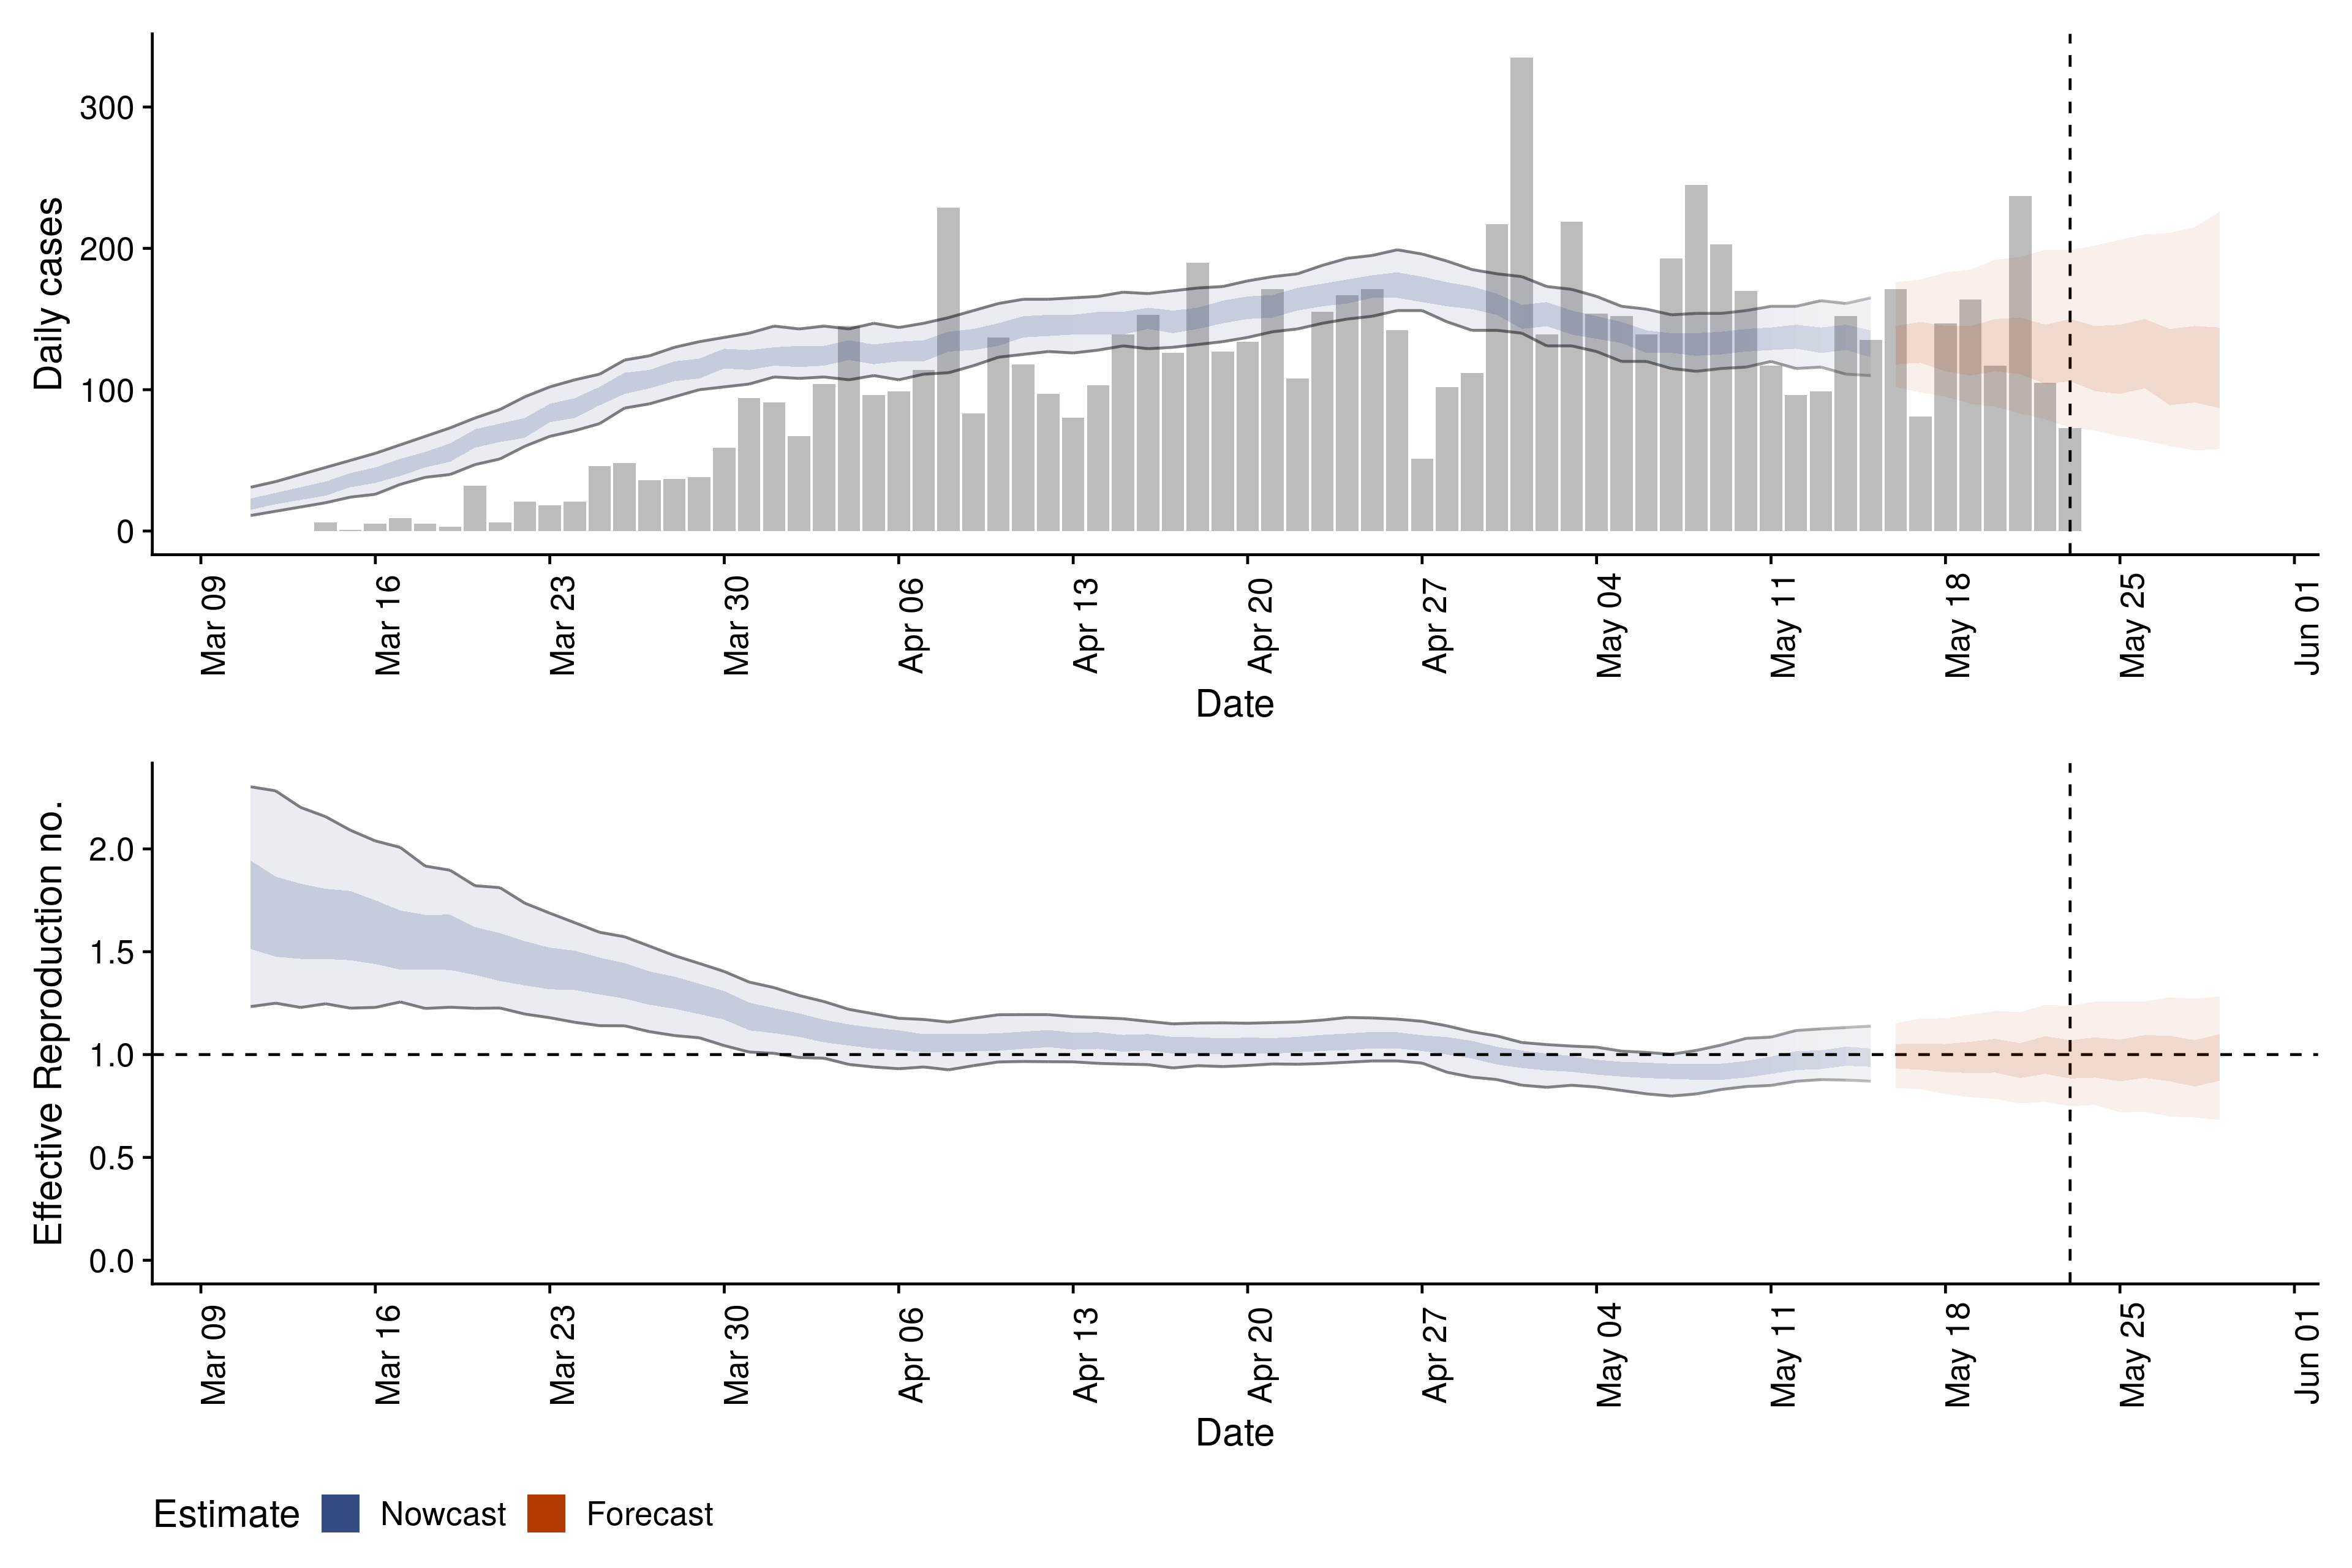 Daily cases
300
200
100
0
Mar 09
Mar 16
Mar 23
Mar 30
Apr 06
Apr 13
Apr 20
Apr 27
May 04
May 11
May 18
May 25
Jun 01
Date
Effective Reproduction no.
2.0
1.5
1.0
0.5
0.0
Mar 09
Mar 16
Mar 23
Mar 30
Apr 06
Apr 13
Apr 20
Apr 27
May 04
May 11
May 18
May 25
Jun 01
Date
Estimate Nowcast Forecast